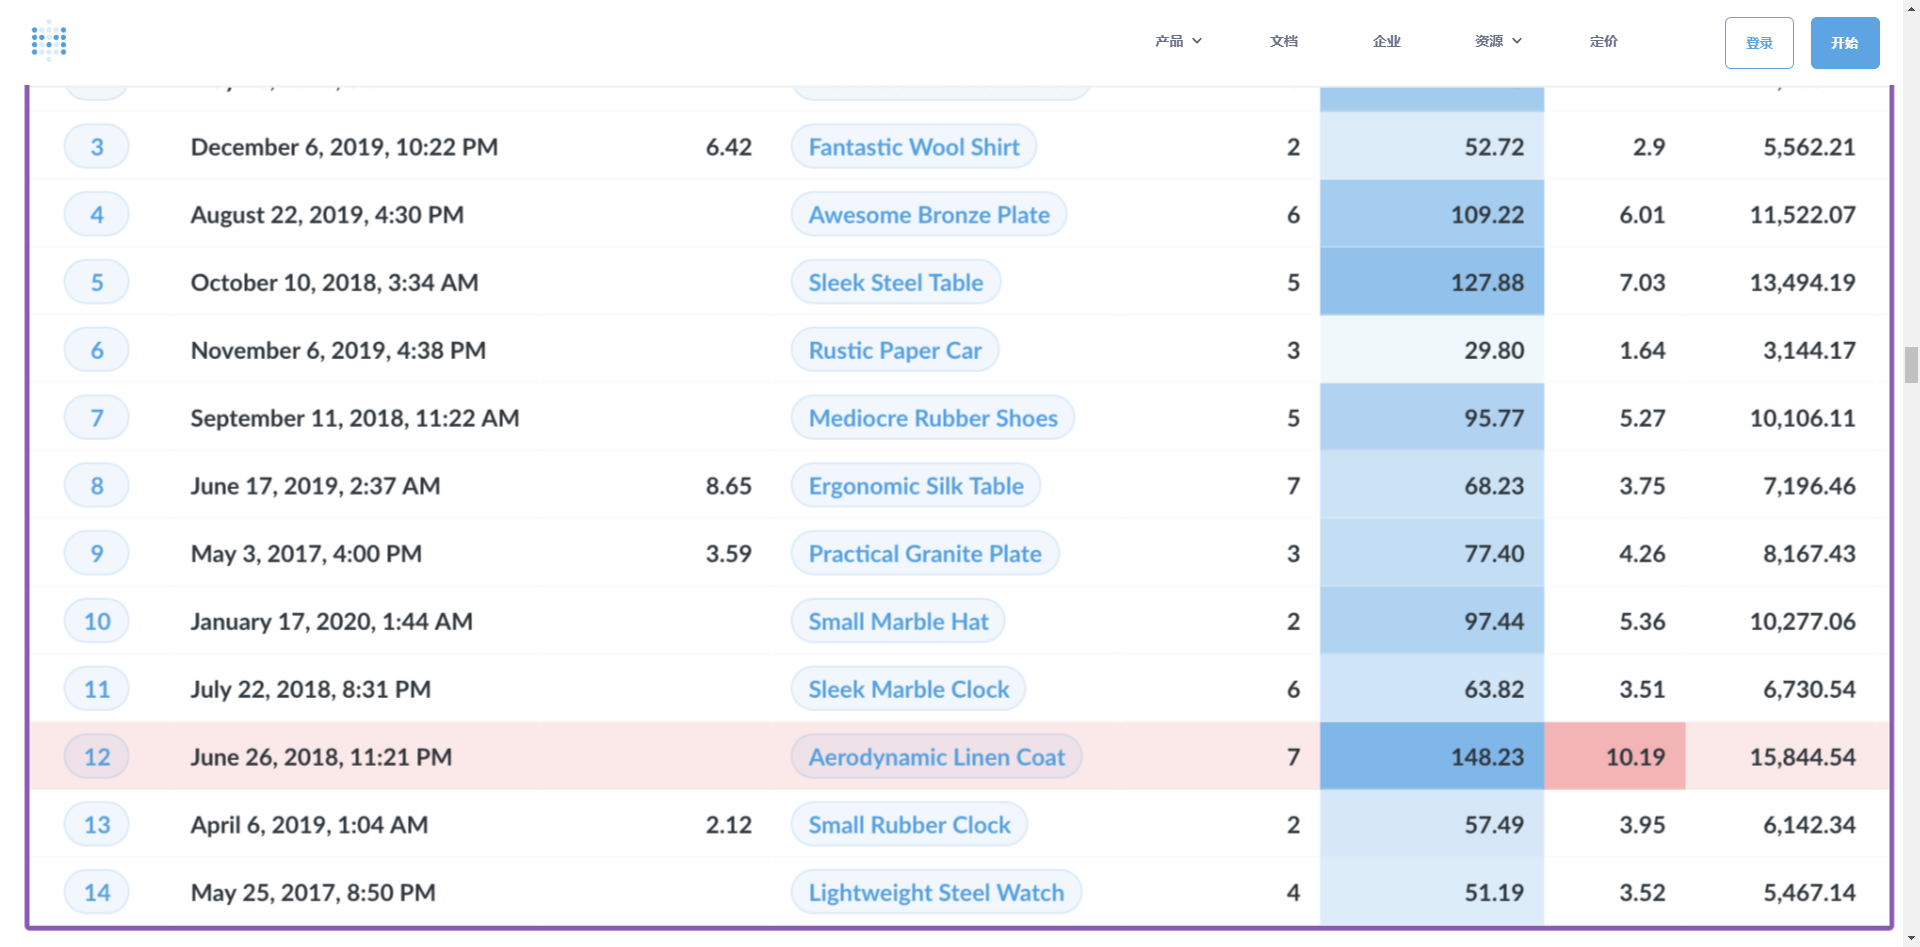 产品 文档 企业 资源 定价 登录 开始
3 December 6, 2019, 10:22 PM 6.42 Fantastic Wool Shirt 2 52.72 2.9 5,562.21
4 August 22, 2019, 4:30 PM Awesome Bronze Plate 6 109.22 6.01 11,522.07
5 October 10, 2018, 3:34 AM Sleek Steel Table 5 127.88 7.03 13,494.19
6 November 6, 2019, 4:38 PM Rustic Paper Car 3 29.80 1.64 3,144.17
7 September 11, 2018, 11:22 AM Mediocre Rubber Shoes 5 95.77 5.27 10,106.11
8 June 17, 2019, 2:37 AM 8.65 Ergonomic Silk Table 7 68.23 3.75 7,196.46
9 May 3, 2017, 4:00 PM 3.59 Practical Granite Plate 3 77.40 4.26 8,167.43
10 January 17, 2020, 1:44 AM Small Marble Hat 2 97.44 5.36 10,277.06
11 July 22, 2018, 8:31 PM Sleek Marble Clock 6 63.82 3.51 6,730.54
12 June 26, 2018, 11:21 PM Aerodynamic Linen Coat 7 148.23 10.19 15,844.54
13 April 6, 2019, 1:04 AM 2.12 Small Rubber Clock 2 57.49 3.95 6,142.34
14 May 25, 2017, 8:50 PM Lightweight Steel Watch 4 51.19 3.52 5,467.14